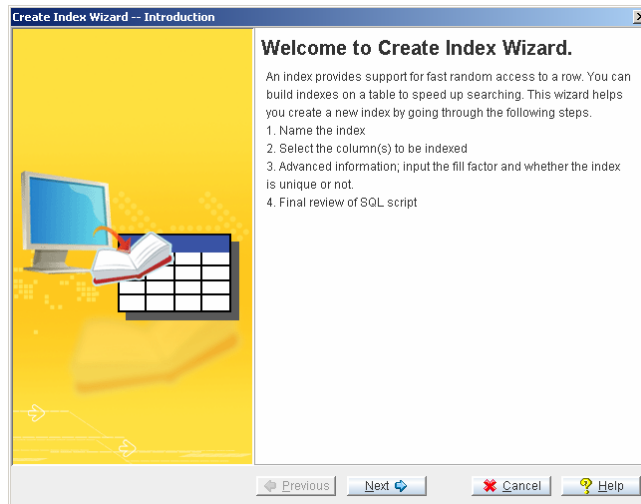 Create Index Wizard -- Introduction
Welcome to Create Index Wizard.
An index provides support for fast random access to a row. You can
build indexes on a table to speed up searching. This wizard helps
you create a new index by going through the following steps.
1. Name the index
2. Select the column(s) to be indexed
3. Advanced information; input the fill factor and whether the index
is unique or not.
4. Final review of SQL script
Previous Next Cancel Help